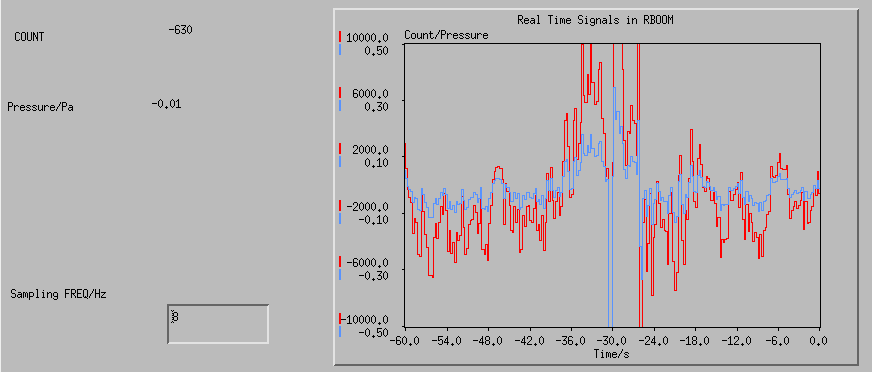 Real Time Signals in RBOOM
COUNT -630
Count/Pressure
Pressure/Pa -0.01
10000.0
0.50
6000.0
0.30
2000.0
0.10
-2000.0
-0.10
-6000.0
-0.30
-10000.0
-0.50
-60.0 -54.0 -48.0 -42.0 -36.0 -30.0 -24.0 -18.0 -12.0 -6.0 0.0
Time/s
Sampling FREQ/Hz
8